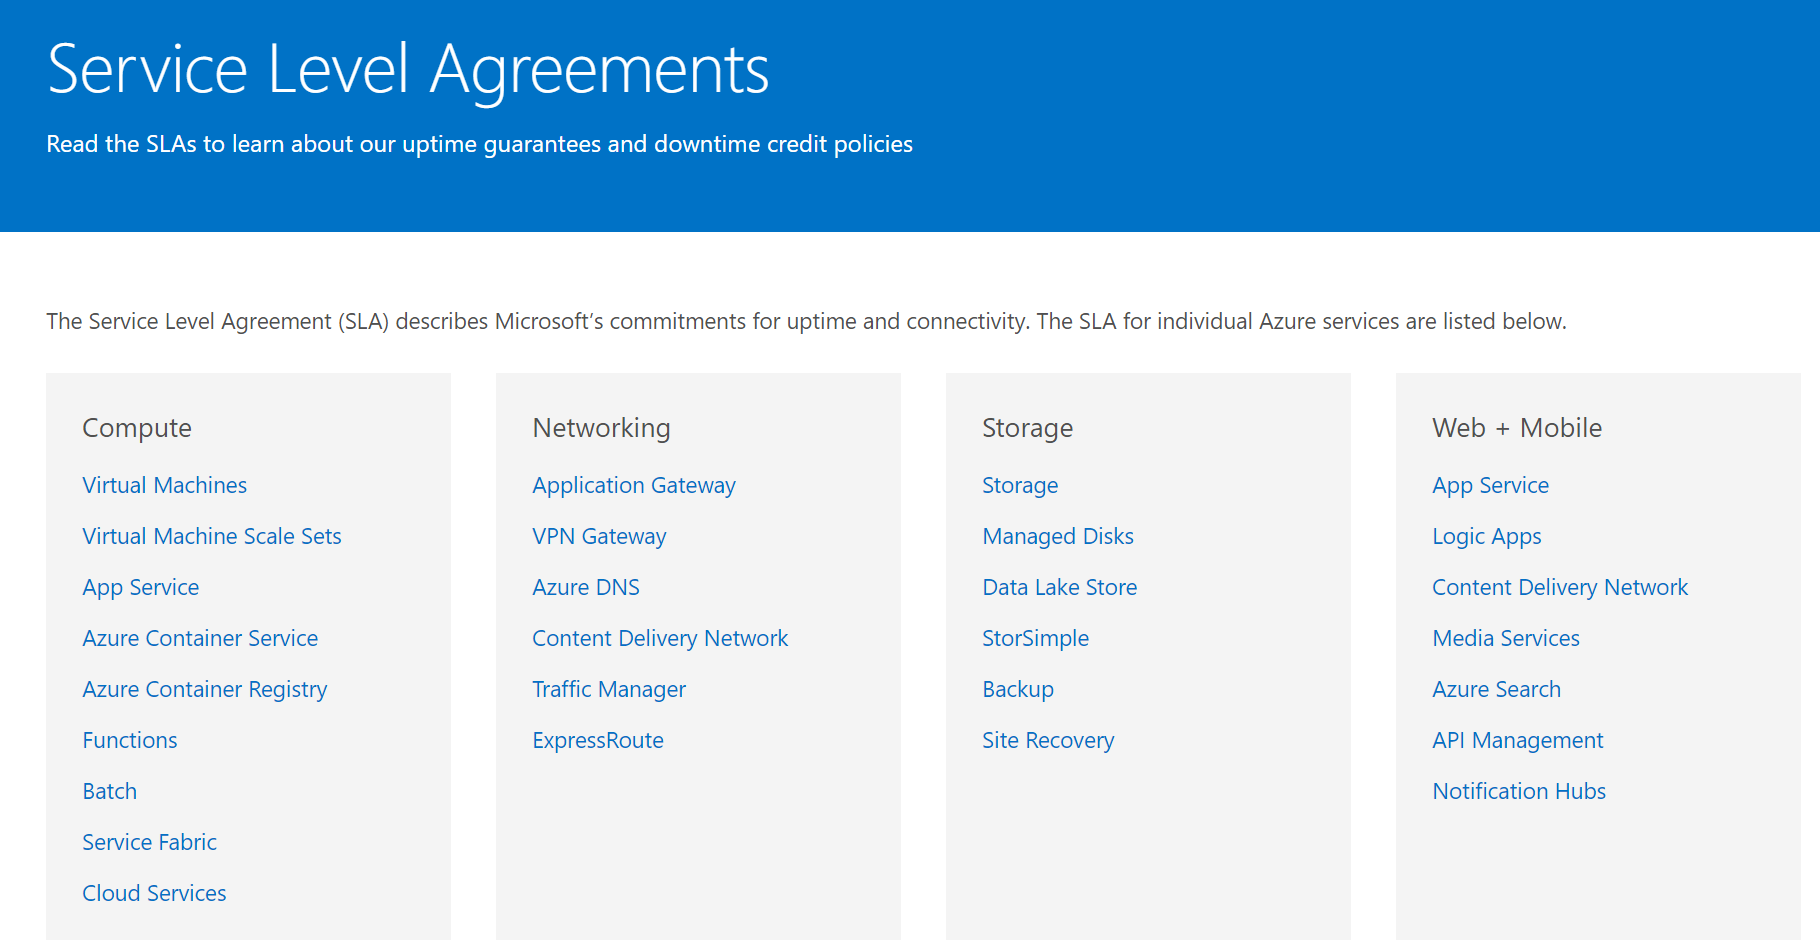 Service Level Agreements
Read the SLAs to learn about our uptime guarantees and downtime credit policies
The Service Level Agreement (SLA) describes Microsoft’s commitments for uptime and connectivity. The SLA for individual Azure services are listed below.
Compute
Virtual Machines
Virtual Machine Scale Sets
App Service
Azure Container Service
Azure Container Registry
Functions
Batch
Service Fabric
Cloud Services
Networking
Application Gateway
VPN Gateway
Azure DNS
Content Delivery Network
Traffic Manager
ExpressRoute
Storage
Storage
Managed Disks
Data Lake Store
StorSimple
Backup
Site Recovery
Web + Mobile
App Service
Logic Apps
Content Delivery Network
Media Services
Azure Search
API Management
Notification Hubs